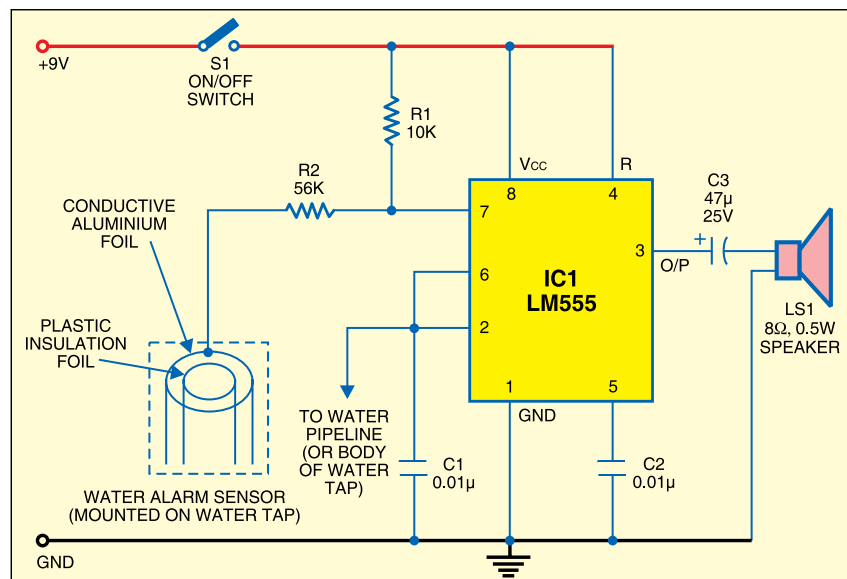 +9V
S1
ON/OFF
SWITCH
R1
10K
R2
56K
VCC
R
8
4
C3
47µ
25V
+
CONDUCTIVE
ALUMINIUM
FOIL
7
6
2
3
O/P
IC1
LM555
LS1
8Ω, 0.5W
SPEAKER
PLASTIC
INSULATION
FOIL
1
5
GND
TO WATER
PIPELINE
(OR BODY
OF WATER
TAP)
C1
0.01µ
C2
0.01µ
WATER ALARM SENSOR
(MOUNTED ON WATER TAP)
GND